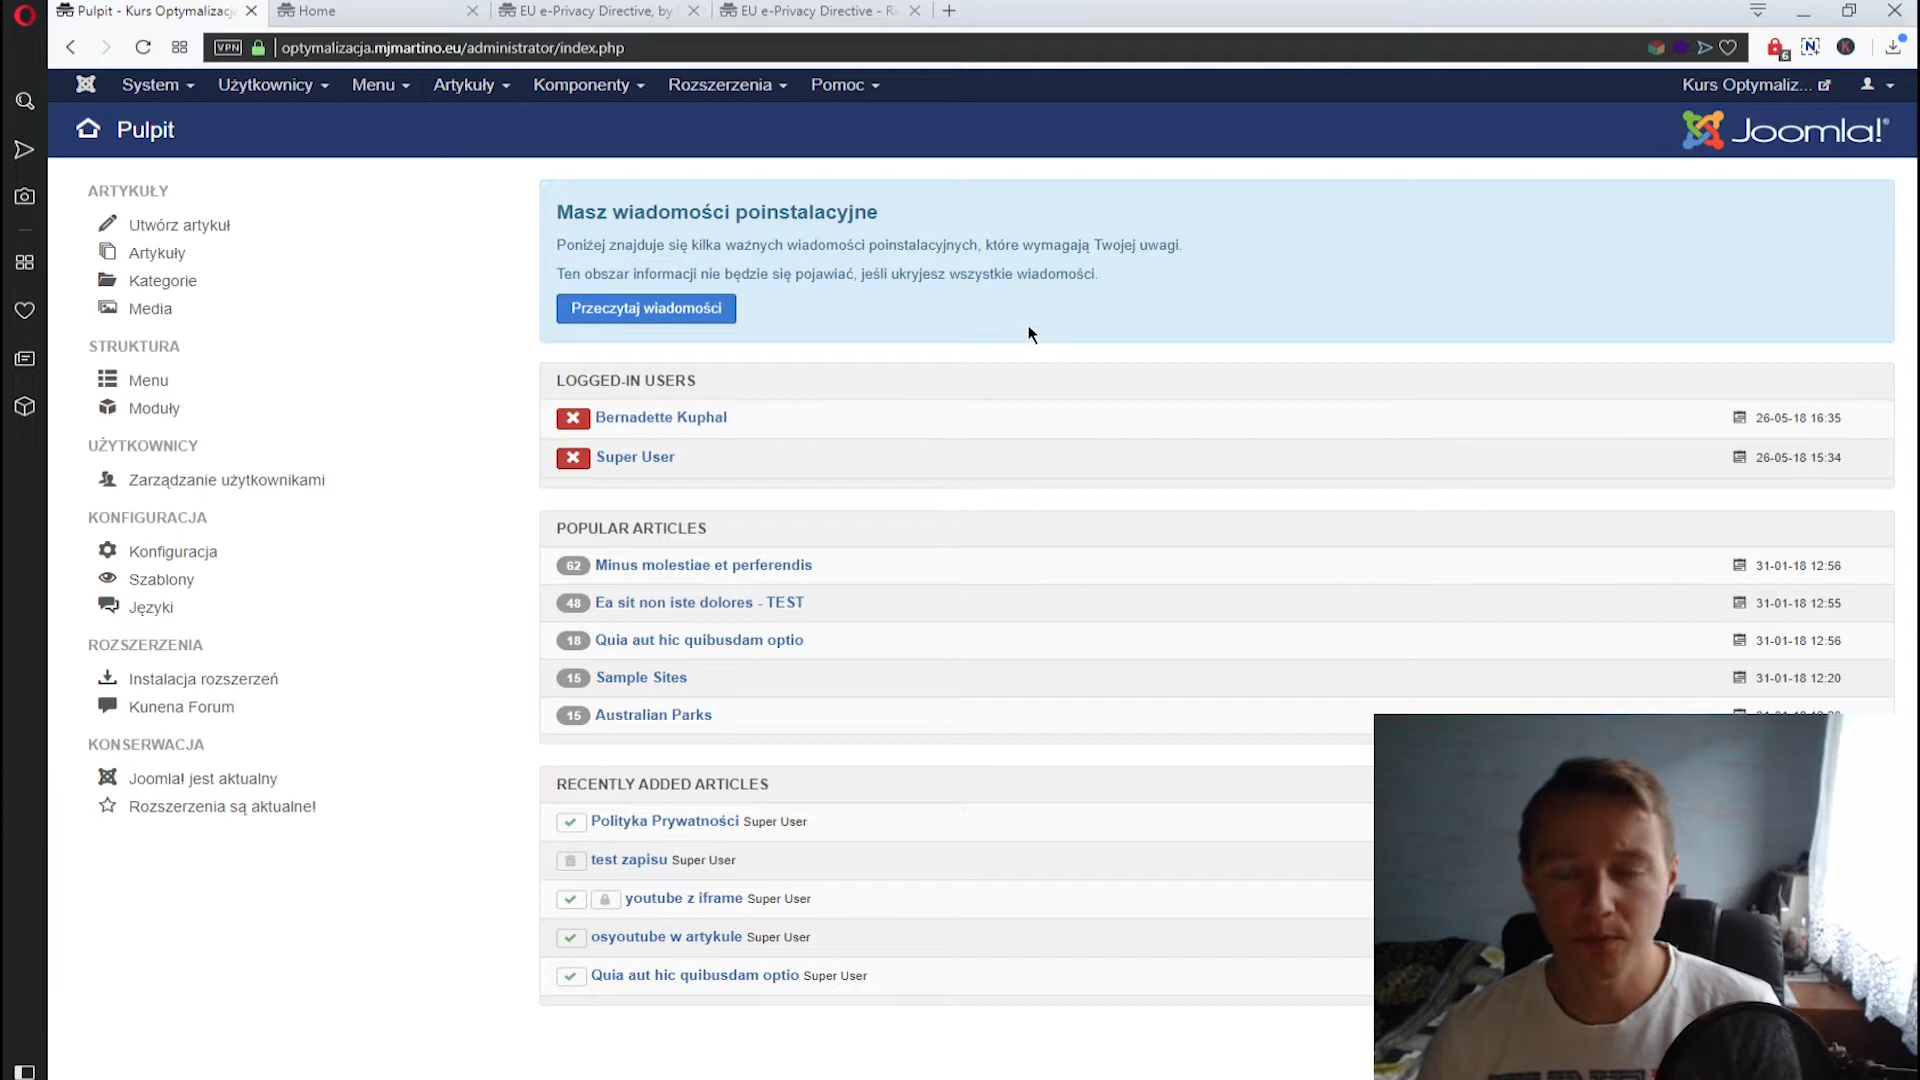 Pulpit - Kurs Optymalizacj
Home
EU e-Privacy Directive, by
EU e-Privacy Directive - Ri
VPN
optymalizacja.mjmartino.eu/administrator/index.php
6
System
Użytkownicy
Menu
Artykuły
Komponenty
Rozszerzenia
Pomoc
Kurs Optymaliz...
Pulpit
Joomla!®
ARTYKUŁY
Utwórz artykuł
Artykuły
Kategorie
Media
STRUKTURA
Menu
Moduły
UŻYTKOWNICY
Zarządzanie użytkownikami
KONFIGURACJA
Konfiguracja
Szablony
Języki
ROZSZERZENIA
Instalacja rozszerzeń
Kunena Forum
KONSERWACJA
Joomla! jest aktualny
Rozszerzenia są aktualne!
Masz wiadomości poinstalacyjne
Poniżej znajduje się kilka ważnych wiadomości poinstalacyjnych, które wymagają Twojej uwagi.
Ten obszar informacji nie będzie się pojawiać, jeśli ukryjesz wszystkie wiadomości.
Przeczytaj wiadomości
LOGGED-IN USERS
Bernadette Kuphal 26-05-18 16:35
Super User 26-05-18 15:34
POPULAR ARTICLES
62 Minus molestiae et perferendis 31-01-18 12:56
48 Ea sit non iste dolores - TEST 31-01-18 12:55
18 Quia aut hic quibusdam optio 31-01-18 12:56
15 Sample Sites 31-01-18 12:20
15 Australian Parks
RECENTLY ADDED ARTICLES
Polityka Prywatności Super User
test zapisu Super User
youtube z iframe Super User
osyoutube w artykule Super User
Quia aut hic quibusdam optio Super User